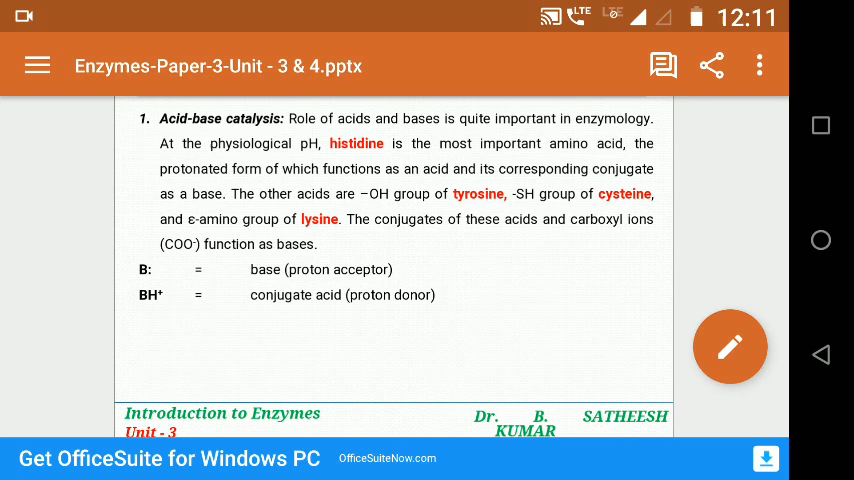 LTE LTE 12:11
Enzymes-Paper-3-Unit - 3 & 4.pptx
1. Acid-base catalysis: Role of acids and bases is quite important in enzymology.
At the physiological pH, histidine is the most important amino acid, the
protonated form of which functions as an acid and its corresponding conjugate
as a base. The other acids are –OH group of tyrosine, -SH group of cysteine,
and ε-amino group of lysine. The conjugates of these acids and carboxyl ions
(COO⁻) function as bases.
B: = base (proton acceptor)
BH⁺ = conjugate acid (proton donor)
Introduction to Enzymes Dr. B. SATHEESH
Unit - 3 KUMAR
Get OfficeSuite for Windows PC OfficeSuiteNow.com